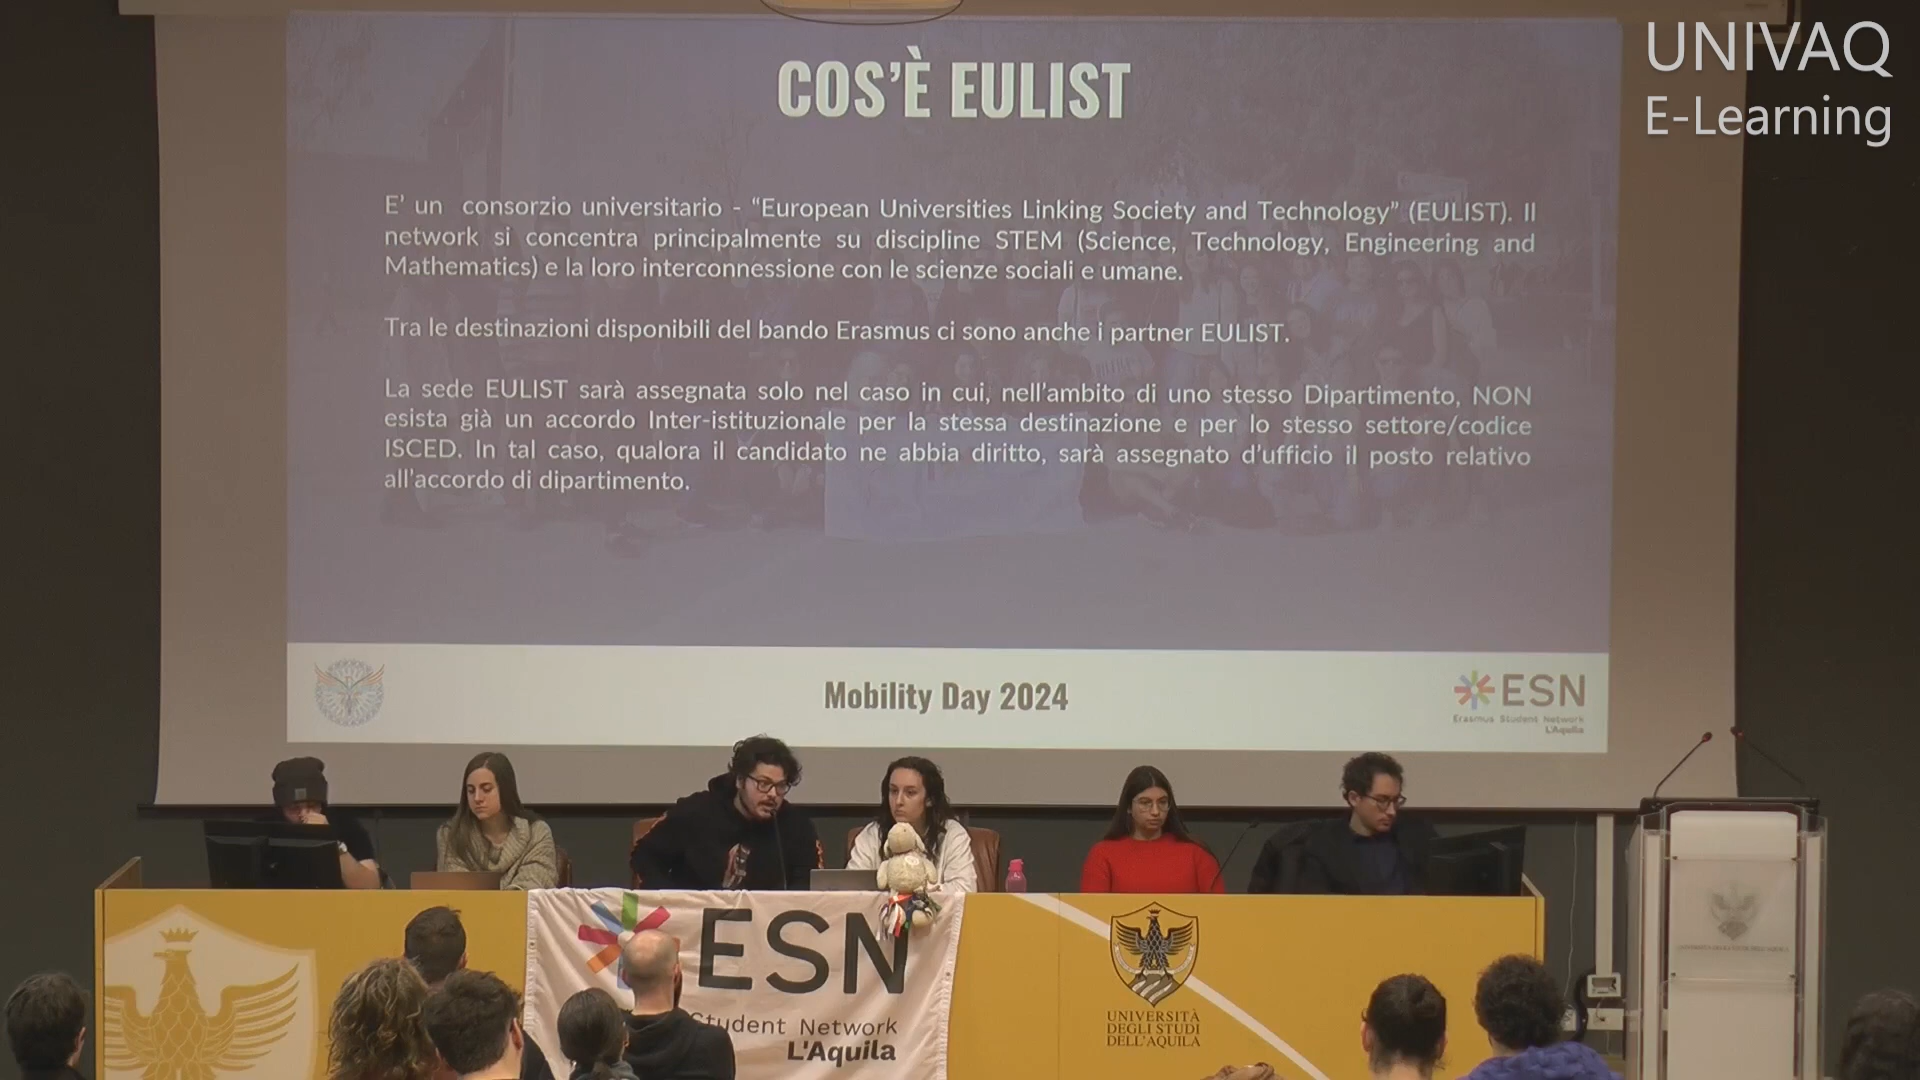 UNIVAQ
E-Learning
COS'È EULIST
E' un consorzio universitario - "European Universities Linking Society and Technology" (EULIST). Il
network si concentra principalmente su discipline STEM (Science, Technology, Engineering and
Mathematics) e la loro interconnessione con le scienze sociali e umane.
Tra le destinazioni disponibili del bando Erasmus ci sono anche i partner EULIST.
La sede EULIST sarà assegnata solo nel caso in cui, nell'ambito di uno stesso Dipartimento, NON
esista già un accordo Inter-istituzionale per la stessa destinazione e per lo stesso settore/codice
ISCED. In tal caso, qualora il candidato ne abbia diritto, sarà assegnato d'ufficio il posto relativo
all'accordo di dipartimento.
Mobility Day 2024
ESN
Erasmus Student Network
L'Aquila
ESN
Student Network
L'Aquila
UNIVERSITÀ
DEGLI STUDI
DELL'AQUILA